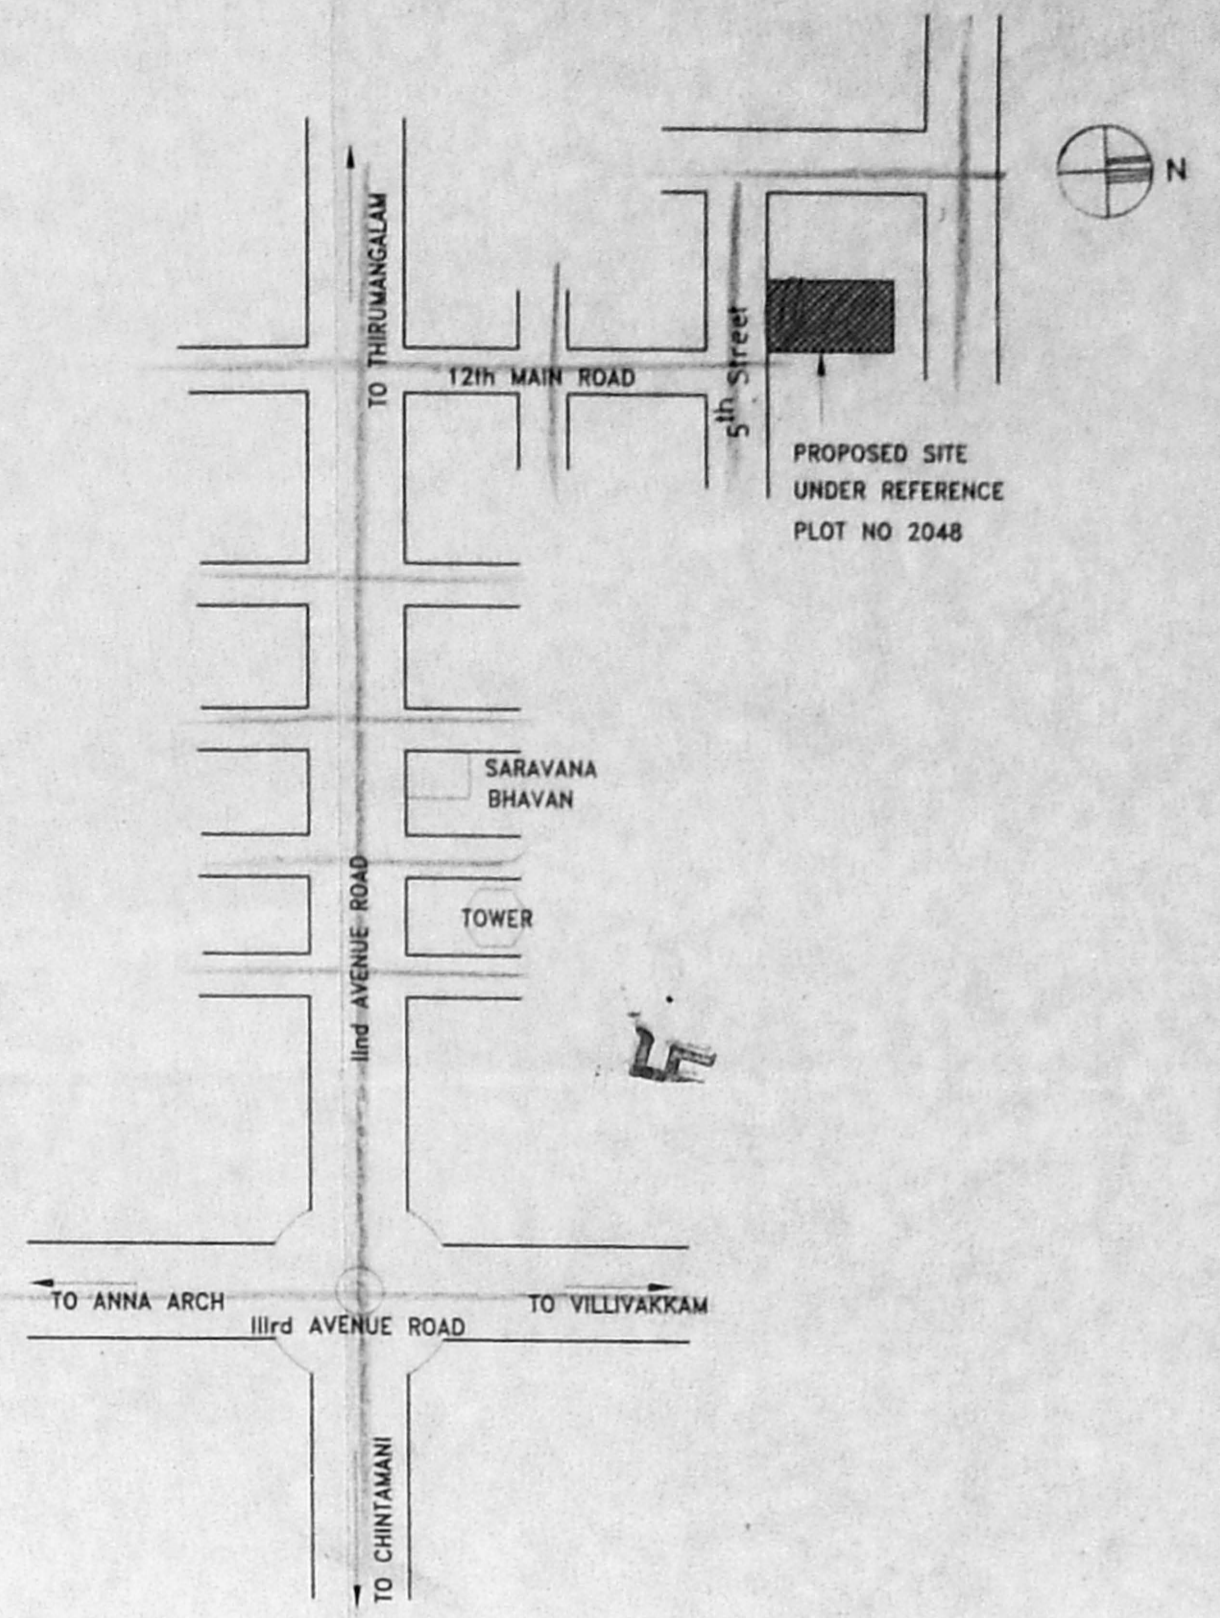 N
TO THIRUMANGALAM
12th MAIN ROAD
5th Street
PROPOSED SITE
UNDER REFERENCE
PLOT NO 2048
SARAVANA
BHAVAN
TOWER
IInd AVENUE ROAD
TO ANNA ARCH
TO VILLIVAKKAM
IIIrd AVENUE ROAD
TO CHINTAMANI